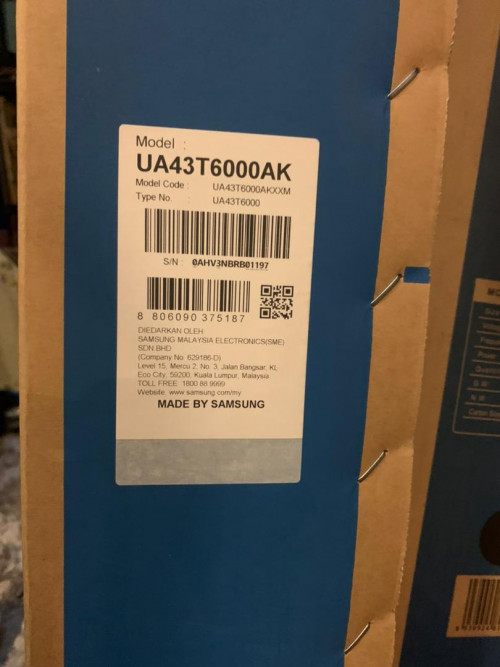 Model :
UA43T6000AK
Model Code : UA43T6000AKXXM
Type No UA43T6000
S/N : 0AHV3NBRB01197
8 806090 375187
DIEDARKAN OLEH
SAMSUNG MALAYSIA ELECTRONICS(SME)
SDN BHD
(Company No. 629186-D)
Level 15, Mercu 2, No. 3, Jalan Bangsar, KL
Eco City, 59200, Kuala Lumpur, Malaysia
TOLL FREE: 1800 88 9999
Website: www.samsung.com/my
MADE BY SAMSUNG